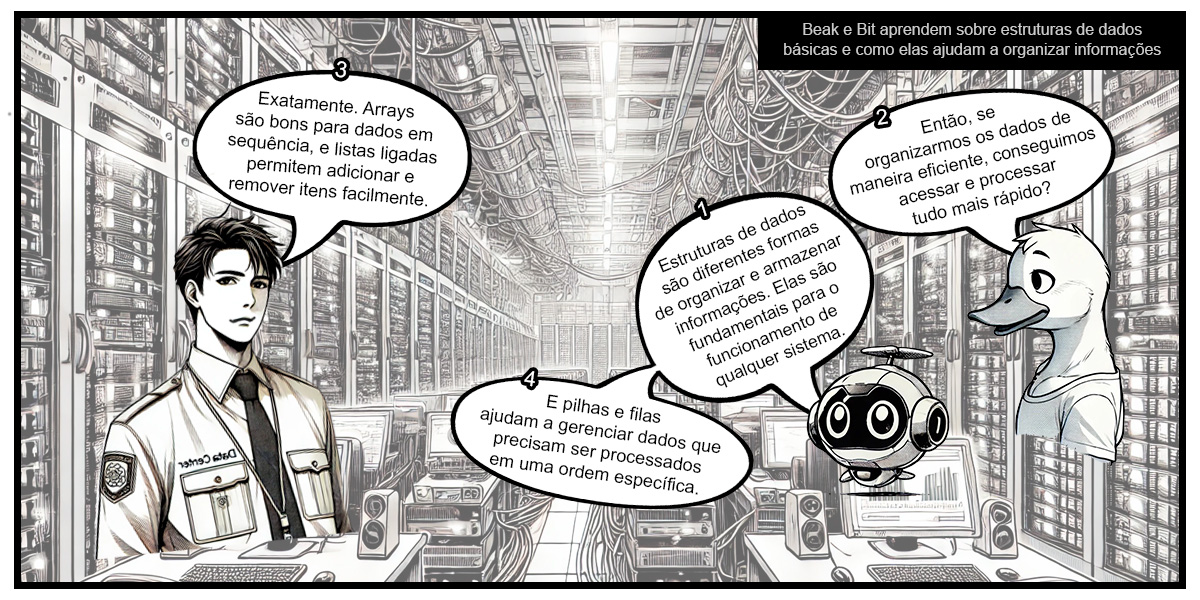 Beak e Bit aprendem sobre estruturas de dados
básicas e como elas ajudam a organizar informações
1
Estruturas de dados
são diferentes formas
de organizar e armazenar
informações. Elas são
fundamentais para o
funcionamento de
qualquer sistema.
2
Então, se
organizarmos os dados de
maneira eficiente, conseguimos
acessar e processar
tudo mais rápido?
3
Exatamente. Arrays
são bons para dados em
sequência, e listas ligadas
permitem adicionar e
remover itens facilmente.
4
E pilhas e filas
ajudam a gerenciar dados que
precisam ser processados
em uma ordem específica.
Data Center